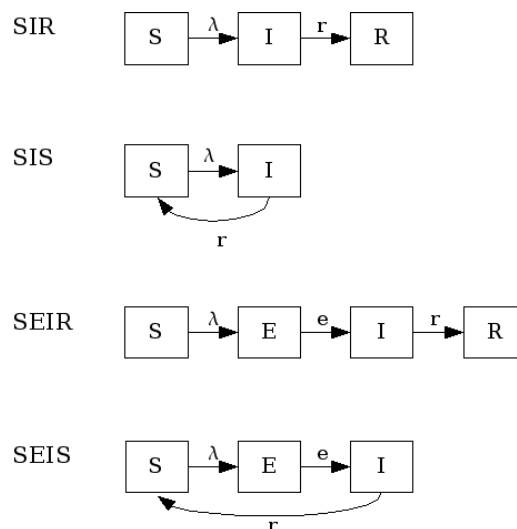 SIR S λ I r R
SIS S λ I
r
SEIR S λ E e I r R
SEIS S λ E e I
r